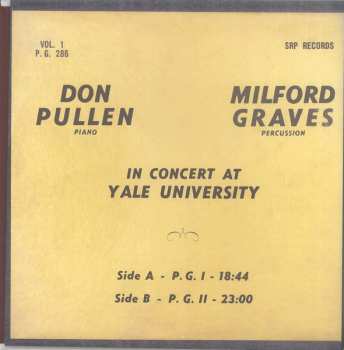 VOL. 1
P. G. 286
SRP RECORDS
DON
PULLEN
PIANO
MILFORD
GRAVES
PERCUSSION
IN CONCERT AT
YALE UNIVERSITY
Side A - P. G. I - 18:44
Side B - P. G. II - 23:00